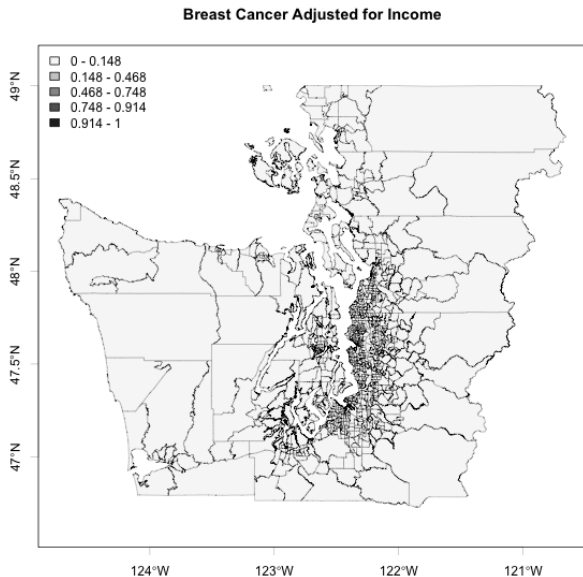 Breast Cancer Adjusted for Income
0 - 0.148
0.148 - 0.468
0.468 - 0.748
0.748 - 0.914
0.914 - 1
49°N
48.5°N
48°N
47.5°N
47°N
124°W 123°W 122°W 121°W